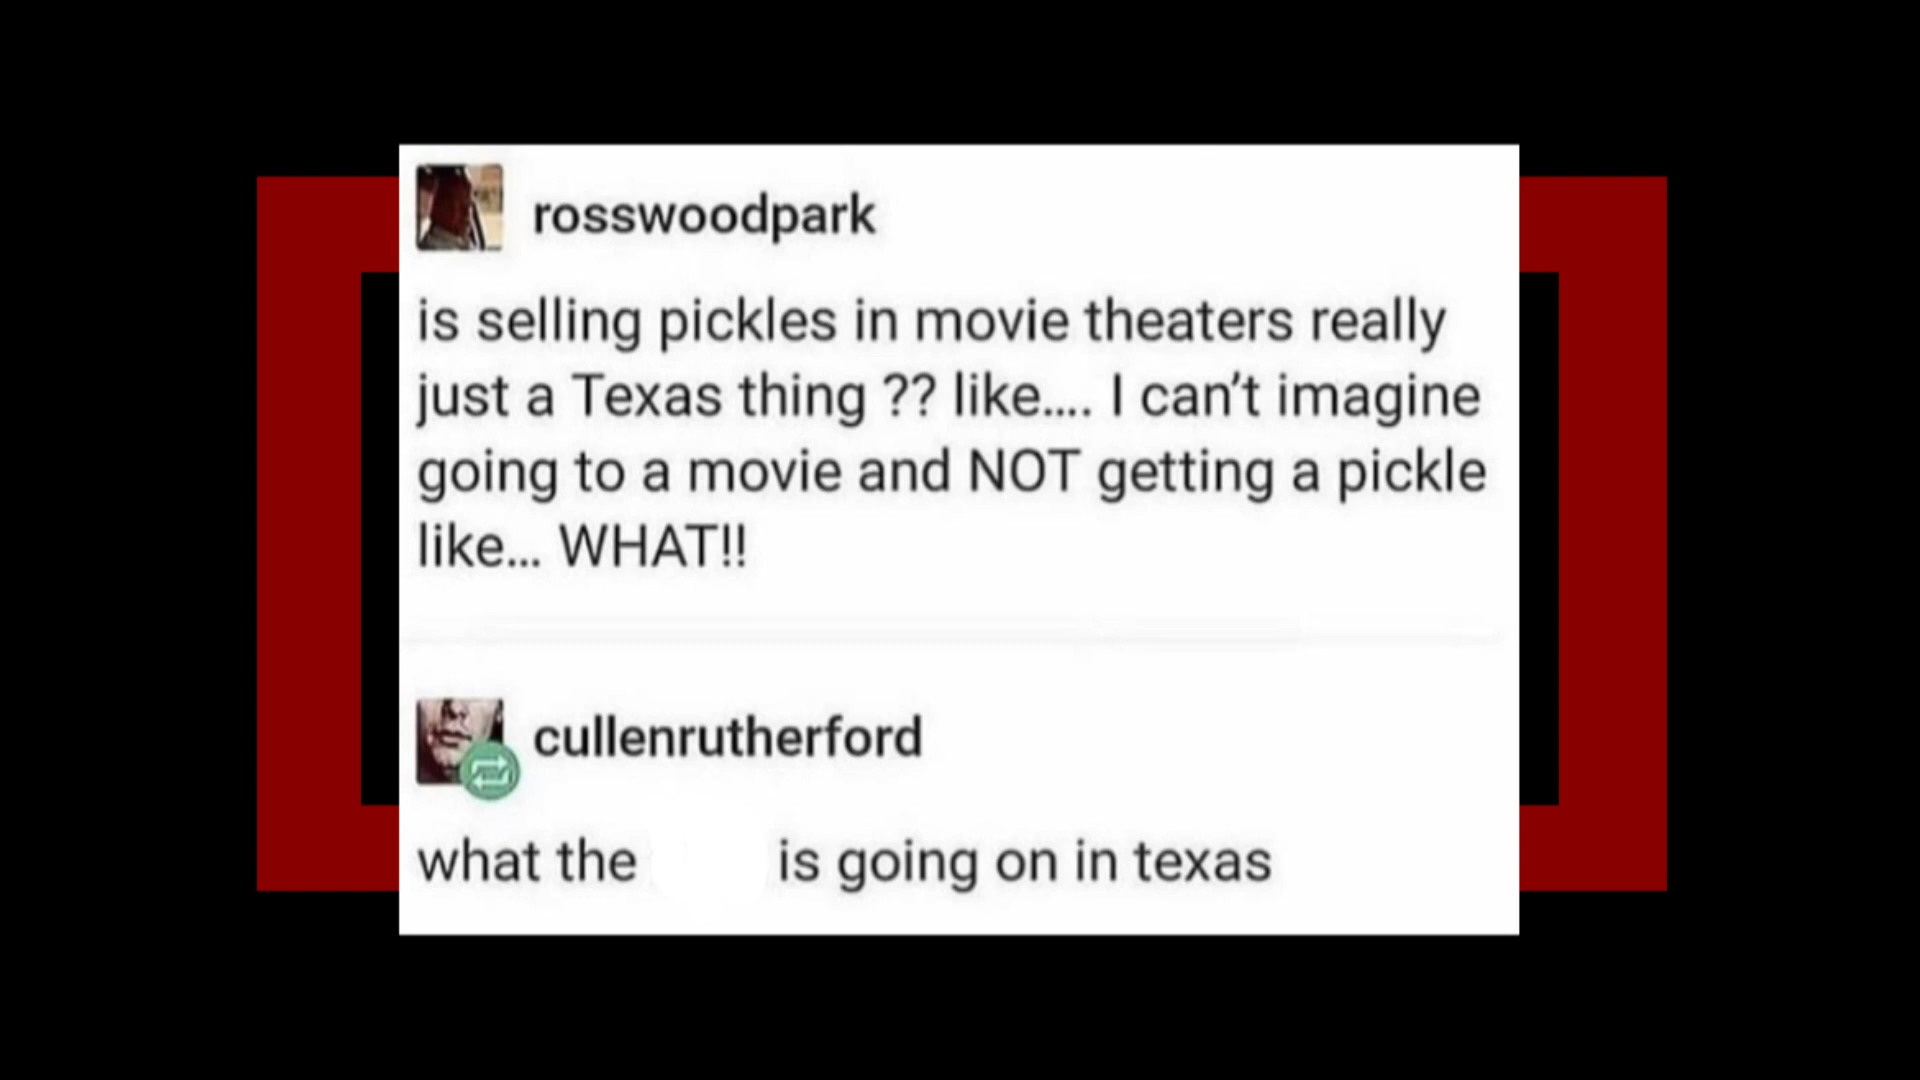 rosswoodpark
is selling pickles in movie theaters really
just a Texas thing ?? like.... I can't imagine
going to a movie and NOT getting a pickle
like... WHAT!!
cullenrutherford
what the is going on in texas